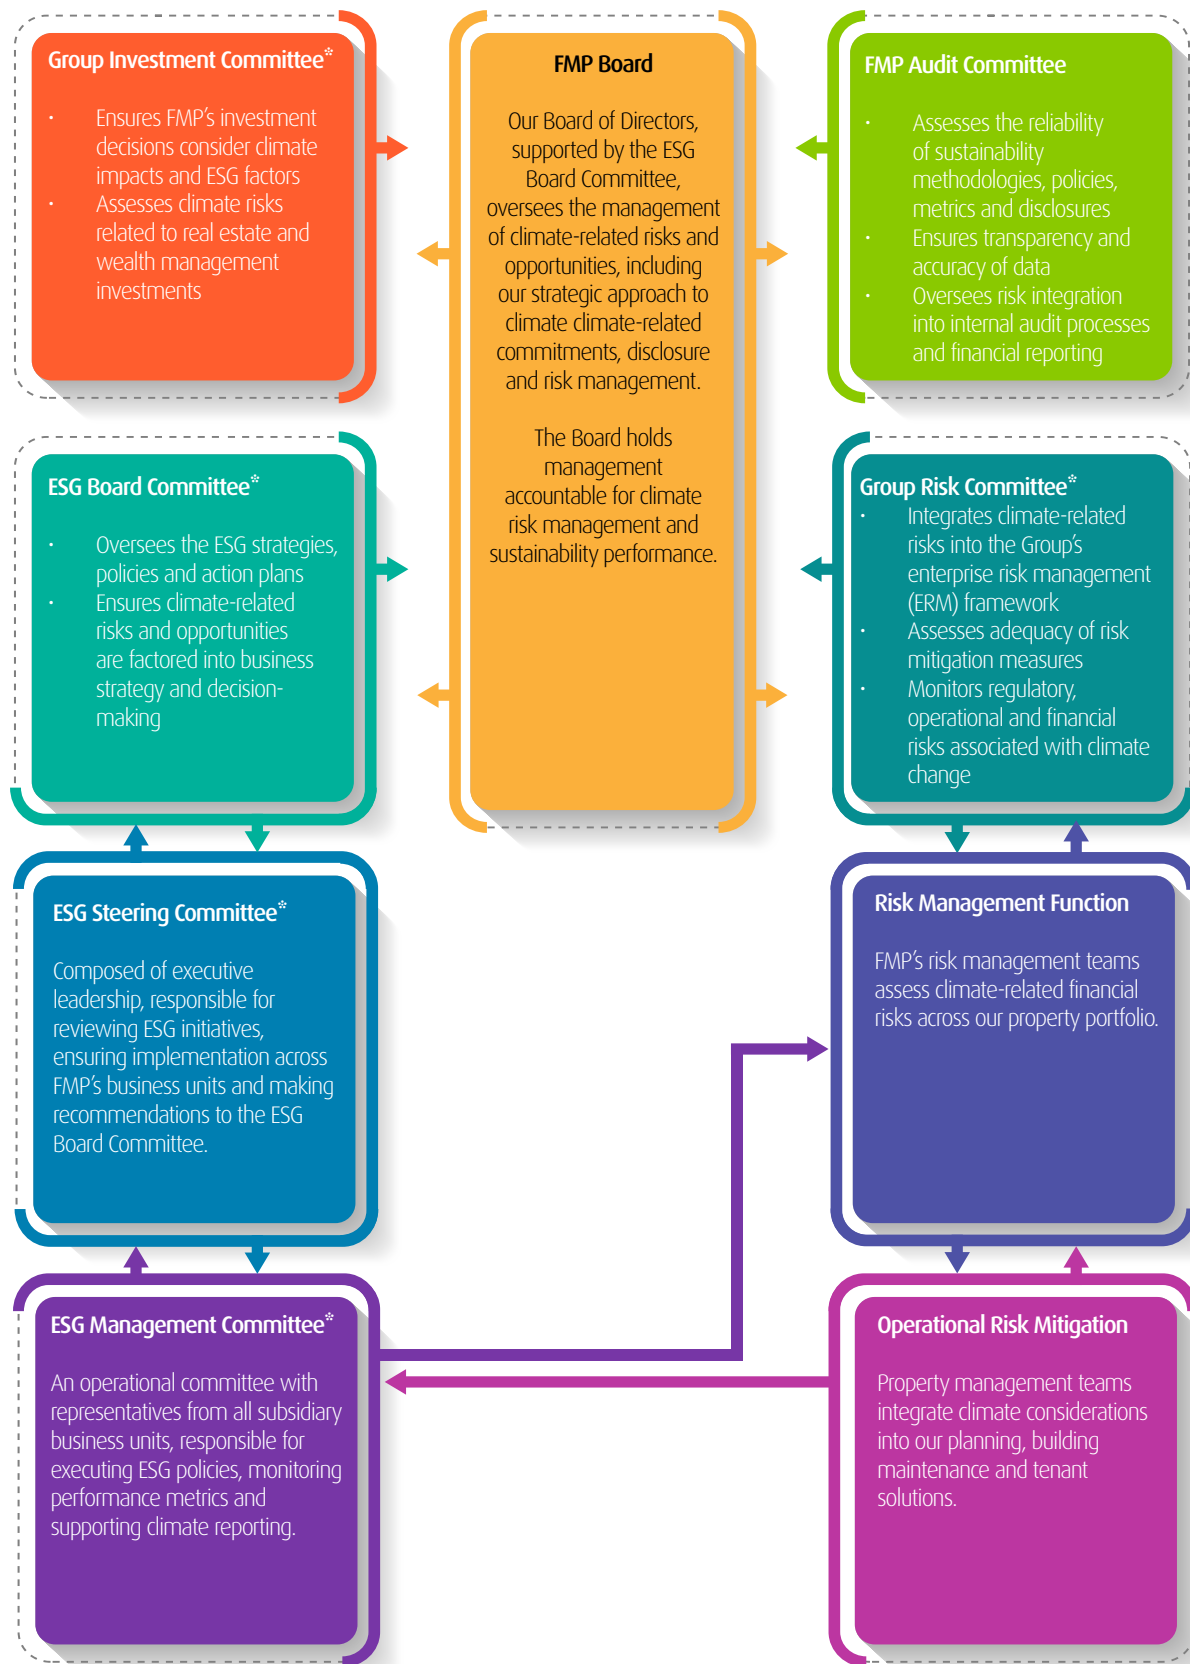 Group Investment Committee*
• Ensures FMP's investment
decisions consider climate
impacts and ESG factors
• Assesses climate risks
related to real estate and
wealth management
investments
FMP Board
Our Board of Directors,
supported by the ESG
Board Committee,
oversees the management
of climate-related risks and
opportunities, including
our strategic approach to
climate climate-related
commitments, disclosure
and risk management.
The Board holds
management
accountable for climate
risk management and
sustainability performance.
FMP Audit Committee
• Assesses the reliability
of sustainability
methodologies, policies,
metrics and disclosures
• Ensures transparency and
accuracy of data
• Oversees risk integration
into internal audit processes
and financial reporting
ESG Board Committee*
• Oversees the ESG strategies,
policies and action plans
• Ensures climate-related
risks and opportunities
are factored into business
strategy and decision-
making
Group Risk Committee*
• Integrates climate-related
risks into the Group's
enterprise risk management
(ERM) framework
• Assesses adequacy of risk
mitigation measures
• Monitors regulatory,
operational and financial
risks associated with climate
change
ESG Steering Committee*
Composed of executive
leadership, responsible for
reviewing ESG initiatives,
ensuring implementation across
FMP's business units and making
recommendations to the ESG
Board Committee.
Risk Management Function
FMP's risk management teams
assess climate-related financial
risks across our property portfolio.
ESG Management Committee*
An operational committee with
representatives from all subsidiary
business units, responsible for
executing ESG policies, monitoring
performance metrics and
supporting climate reporting.
Operational Risk Mitigation
Property management teams
integrate climate considerations
into our planning, building
maintenance and tenant
solutions.